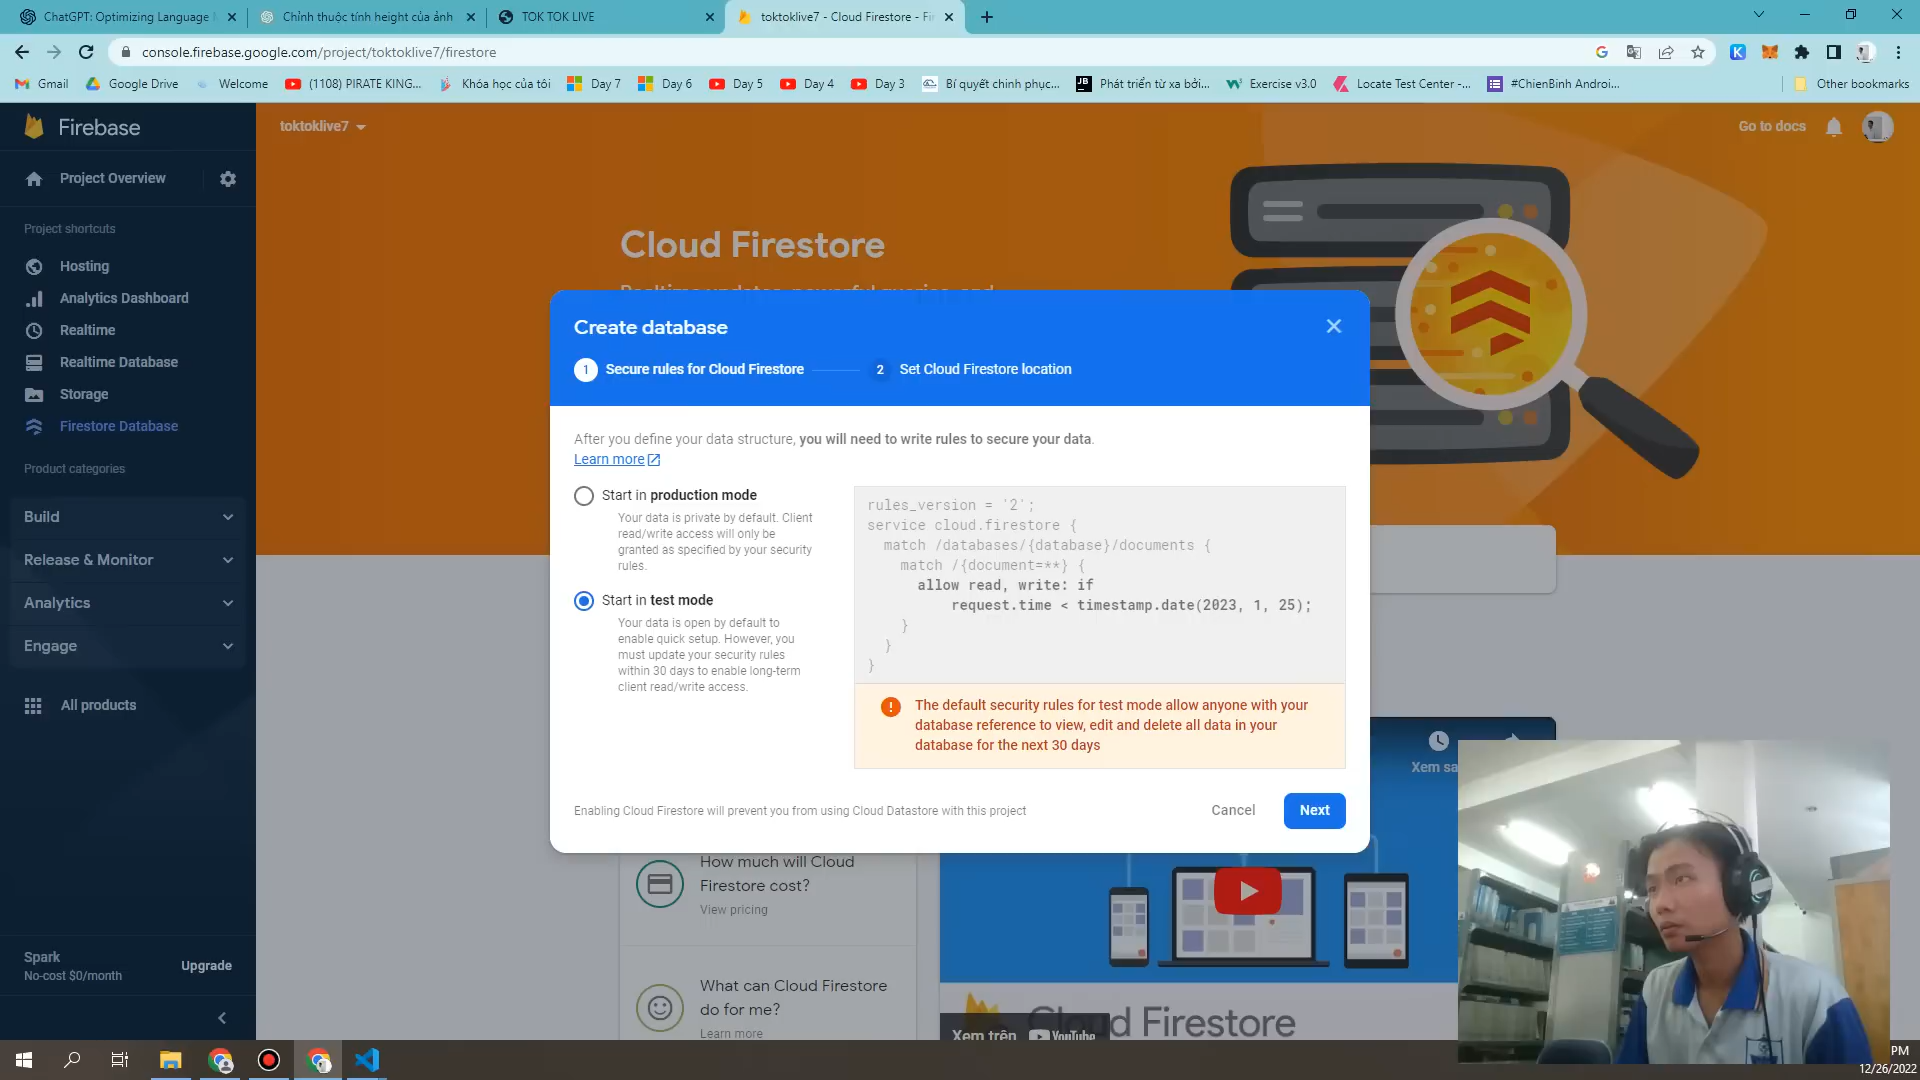 ChatGPT: Optimizing Language
Chỉnh thuộc tính height của ảnh
TOK TOK LIVE
toktoklive7 - Cloud Firestore - Fi
console.firebase.google.com/project/toktoklive7/firestore
Gmail
Google Drive
Welcome
(1108) PIRATE KING...
Khóa học của tôi
Day 7
Day 6
Day 5
Day 4
Day 3
Bí quyết chinh phục...
Phát triển từ xa bởi...
Exercise v3.0
Locate Test Center -...
#ChienBinh Androi...
Other bookmarks
Firebase
toktoklive7
Go to docs
Project Overview
Project shortcuts
Hosting
Analytics Dashboard
Realtime
Realtime Database
Storage
Firestore Database
Product categories
Build
Release & Monitor
Analytics
Engage
All products
Spark
No-cost $0/month
Upgrade
Cloud Firestore
Realtime updates, powerful queries, and
Create database
1 Secure rules for Cloud Firestore
2 Set Cloud Firestore location
After you define your data structure, you will need to write rules to secure your data.
Learn more
Start in production mode
Your data is private by default. Client
read/write access will only be
granted as specified by your security
rules.
Start in test mode
Your data is open by default to
enable quick setup. However, you
must update your security rules
within 30 days to enable long-term
client read/write access.
rules_version = '2';
service cloud.firestore {
match /databases/{database}/documents {
match /{document=**} {
allow read, write: if
request.time < timestamp.date(2023, 1, 25);
}
}
}
The default security rules for test mode allow anyone with your
database reference to view, edit and delete all data in your
database for the next 30 days
Enabling Cloud Firestore will prevent you from using Cloud Datastore with this project
Cancel
Next
How much will Cloud
Firestore cost?
View pricing
What can Cloud Firestore
do for me?
Learn more
Xem sa
Cloud Firestore
Xem trên YouTube
PM
12/26/2022